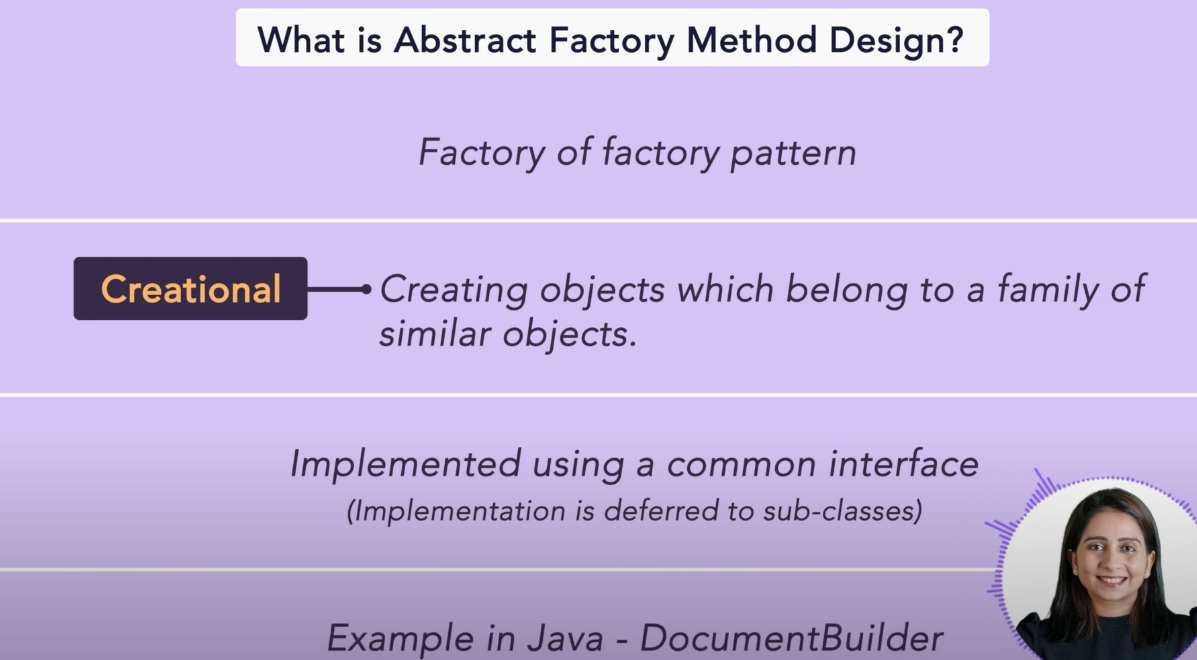 What is Abstract Factory Method Design?
Factory of factory pattern
Creational
Creating objects which belong to a family of
similar objects.
Implemented using a common interface
(Implementation is deferred to sub-classes)
Example in Java - DocumentBuilder